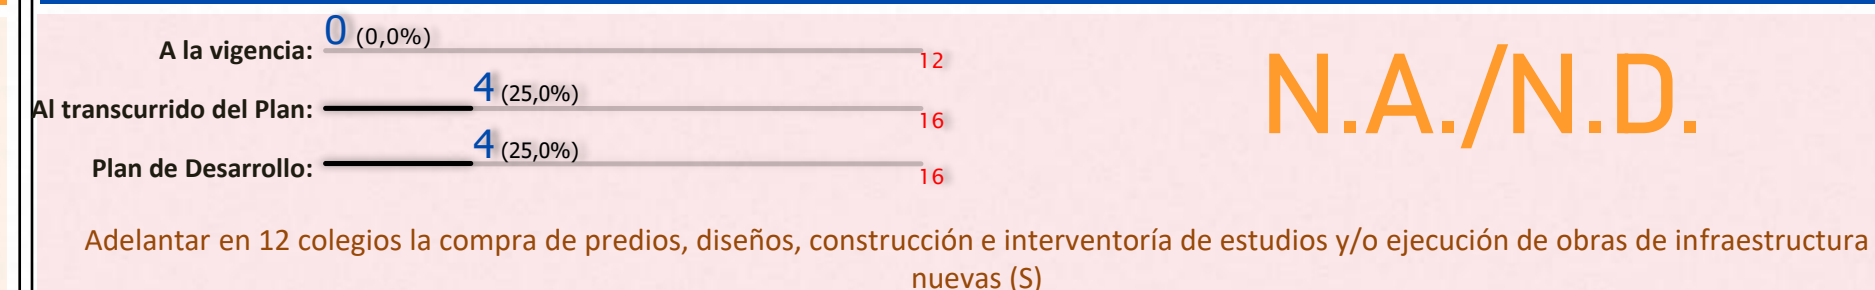 0 (0,0%)
A la vigencia:
12
N.A./N.D.
4 (25,0%)
Al transcurrido del Plan:
16
4 (25,0%)
Plan de Desarrollo:
16
Adelantar en 12 colegios la compra de predios, diseños, construcción e interventoría de estudios y/o ejecución de obras de infraestructura
nuevas (S)